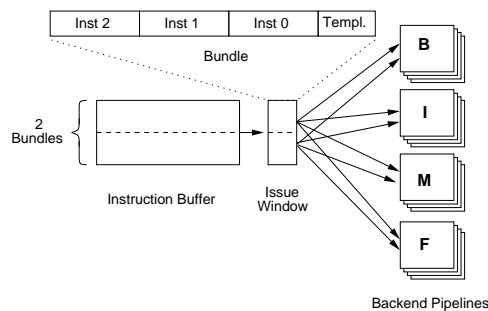 Inst 2 Inst 1 Inst 0 Templ.
Bundle
B
I
M
F
2
Bundles
Instruction Buffer
Issue
Window
Backend Pipelines